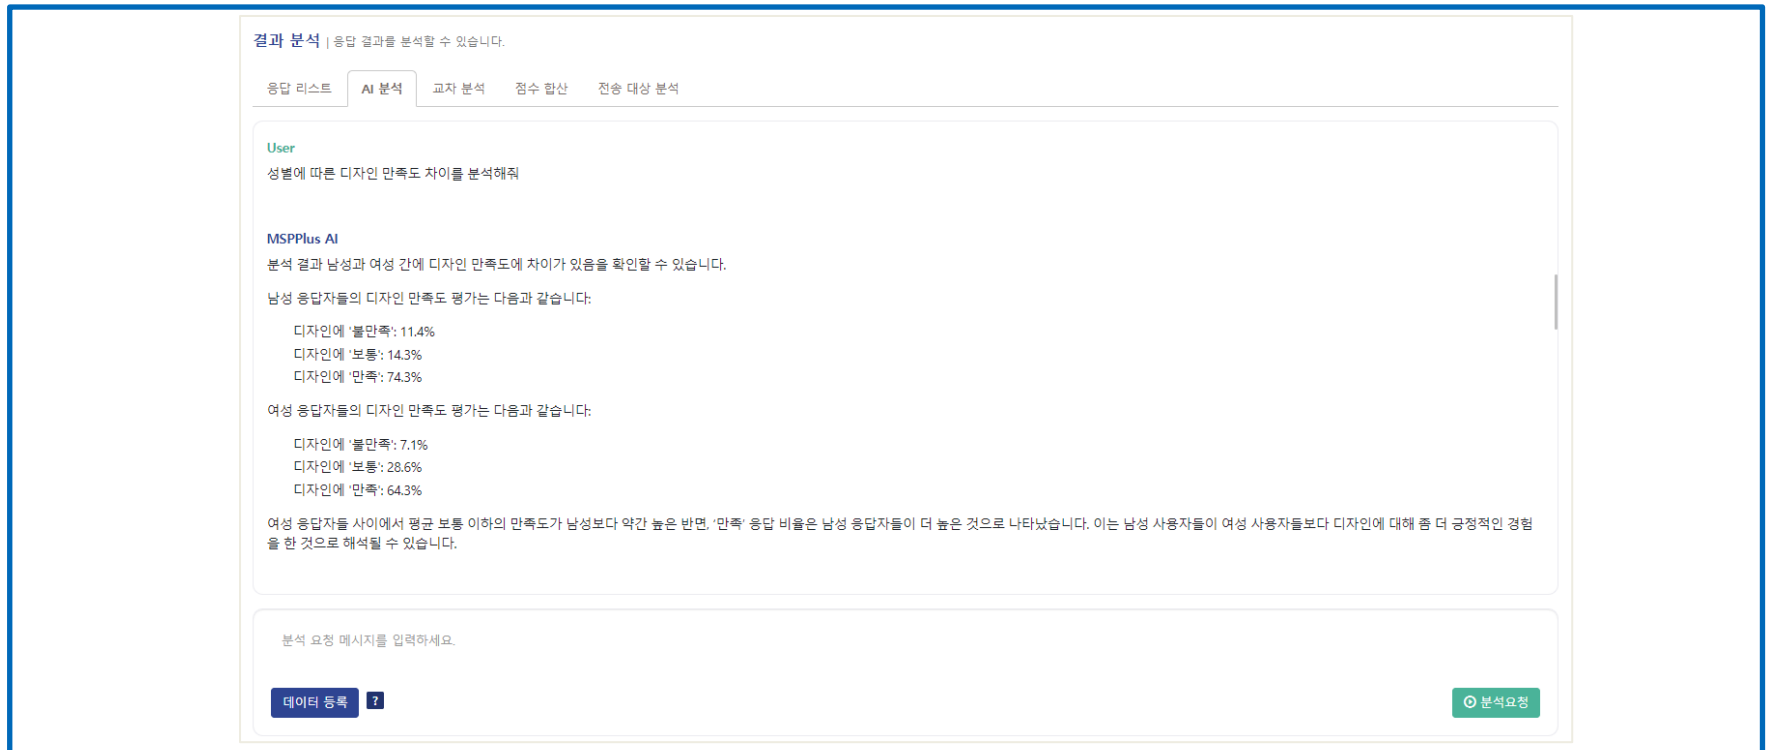 결과 분석 | 응답 결과를 분석할 수 있습니다.
응답 리스트 AI 분석 교차 분석 점수 합산 전송 대상 분석
User
성별에 따른 디자인 만족도 차이를 분석해줘
MSPPlus AI
분석 결과 남성과 여성 간에 디자인 만족도에 차이가 있음을 확인할 수 있습니다.
남성 응답자들의 디자인 만족도 평가는 다음과 같습니다:
디자인에 '불만족': 11.4%
디자인에 '보통': 14.3%
디자인에 '만족': 74.3%
여성 응답자들의 디자인 만족도 평가는 다음과 같습니다:
디자인에 '불만족': 7.1%
디자인에 '보통': 28.6%
디자인에 '만족': 64.3%
여성 응답자들 사이에서 평균 보통 이하의 만족도가 남성보다 약간 높은 반면, '만족' 응답 비율은 남성 응답자들이 더 높은 것으로 나타났습니다. 이는 남성 사용자들이 여성 사용자들보다 디자인에 대해 좀 더 긍정적인 경험
을 한 것으로 해석될 수 있습니다.
분석 요청 메시지를 입력하세요.
데이터 등록 ? 분석요청